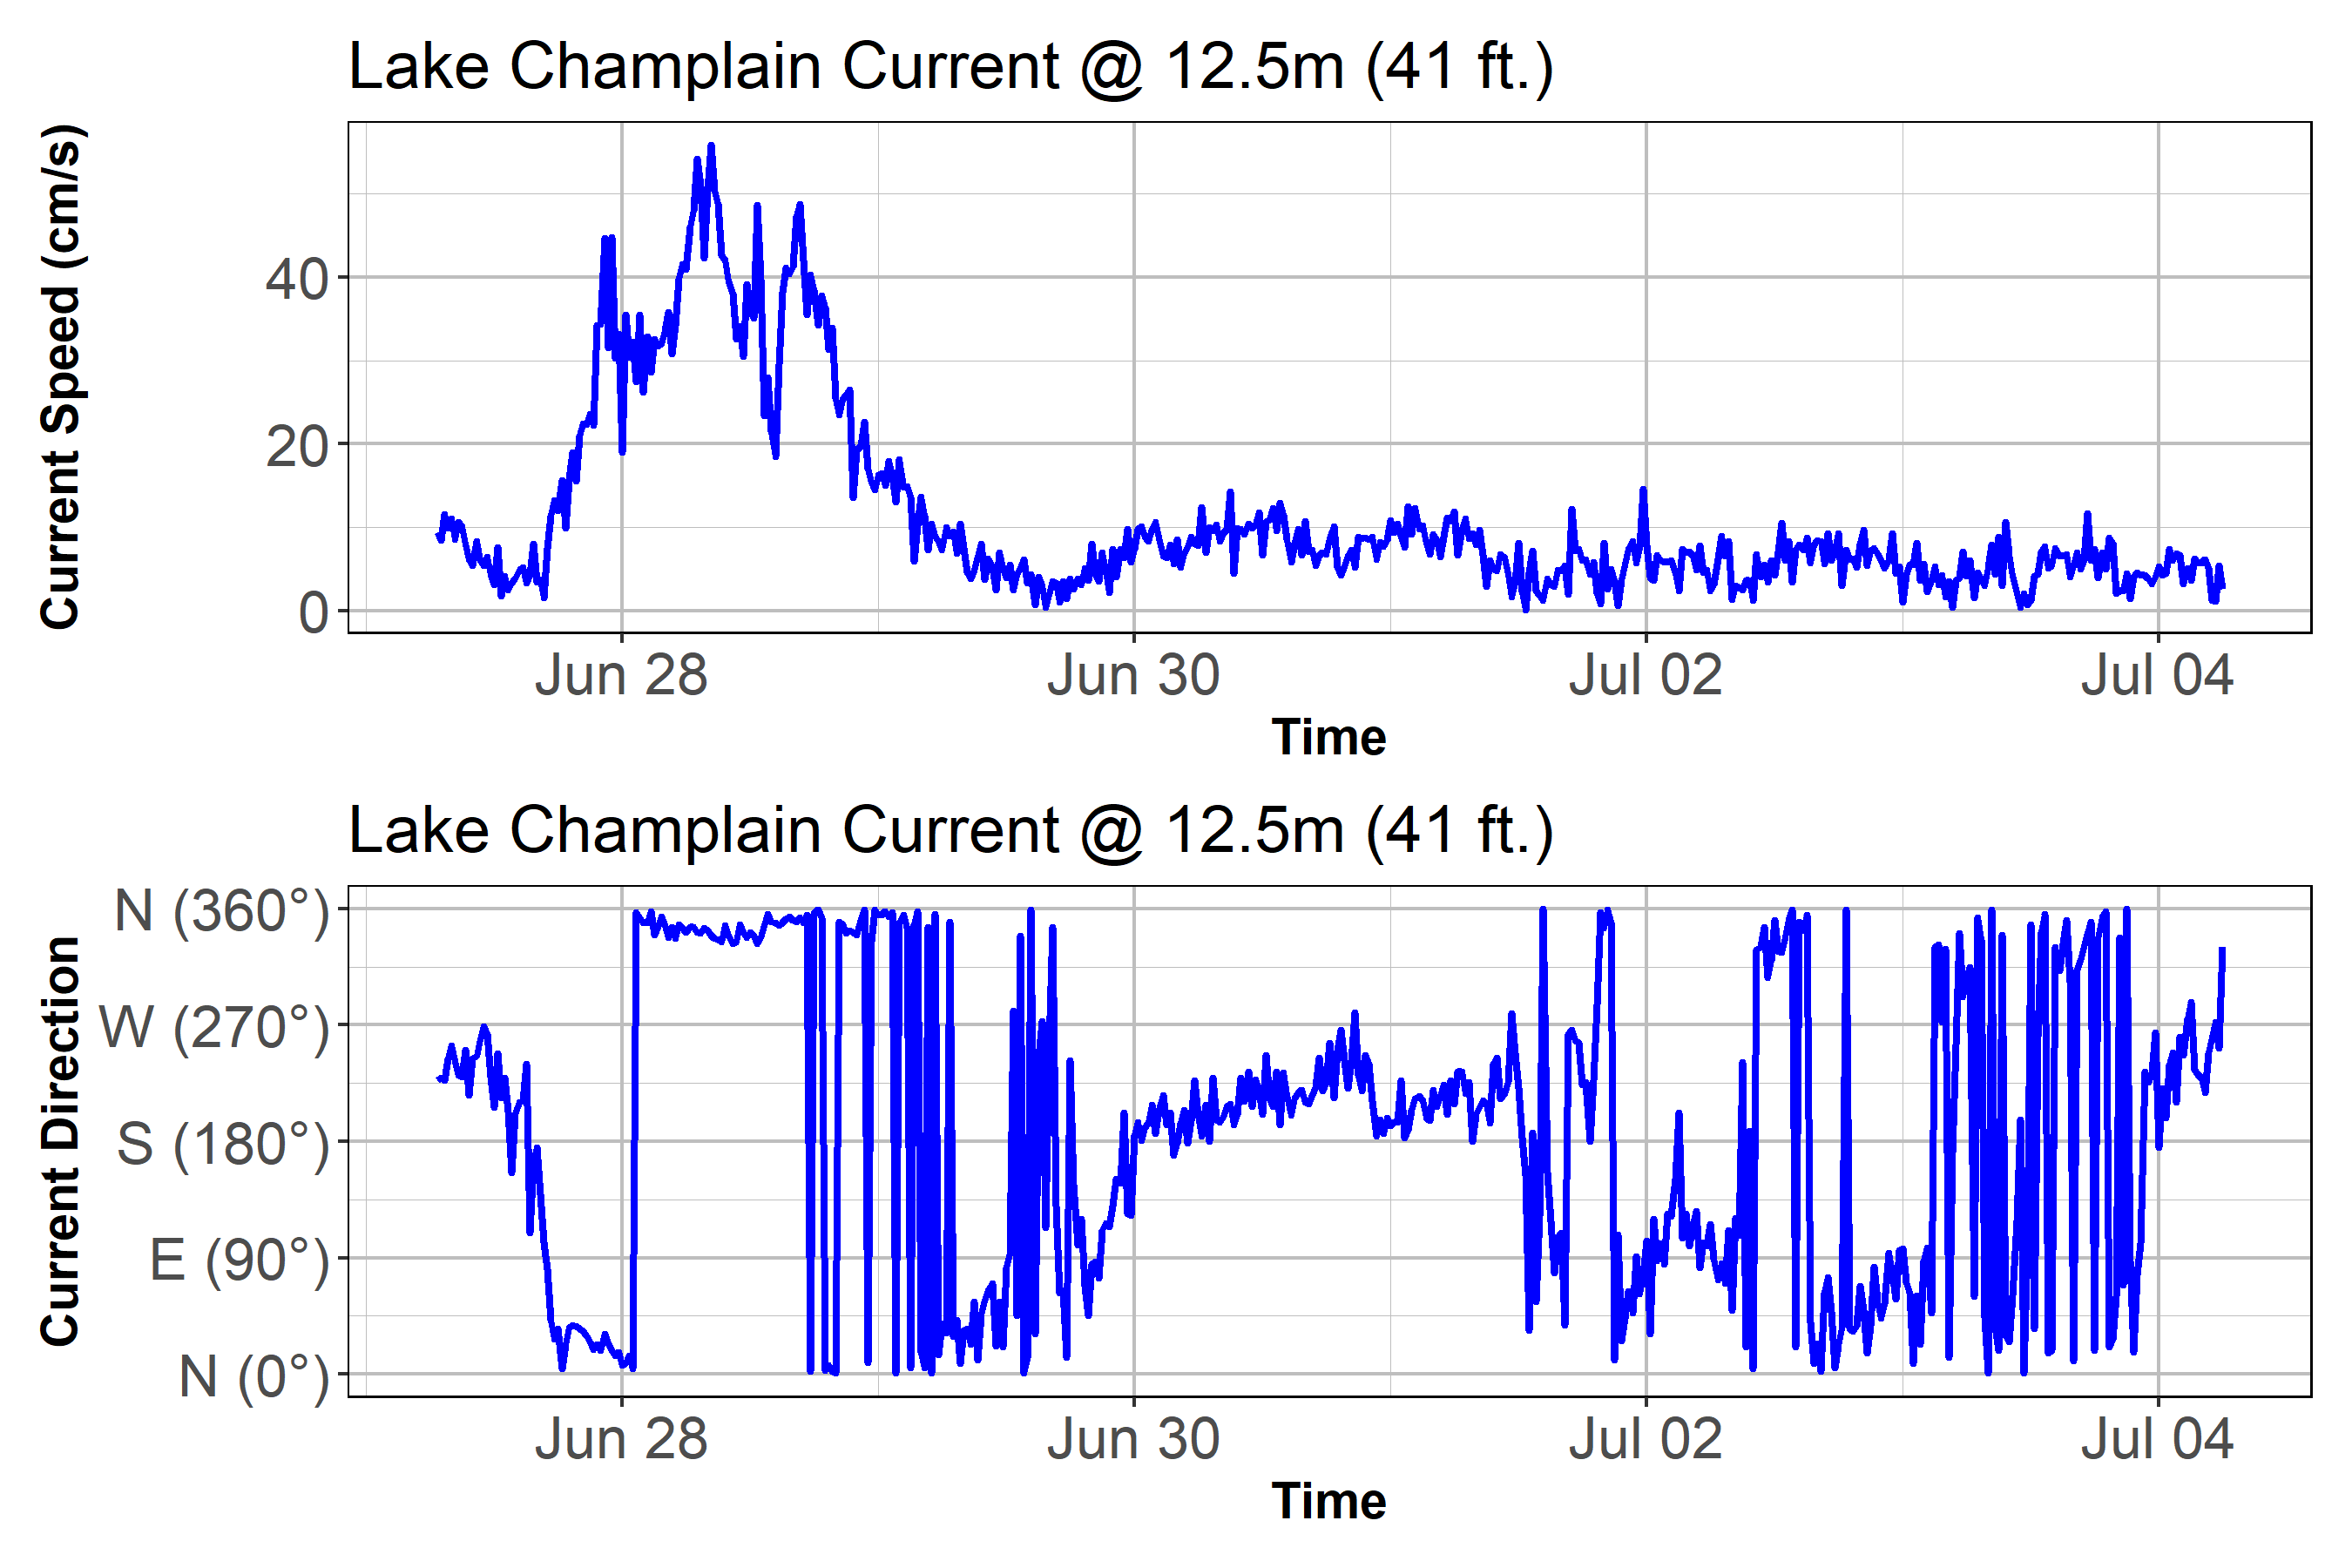 Lake Champlain Current @ 12.5m (41 ft.)
Current Speed (cm/s)
40
20
0
Jun 28 Jun 30 Jul 02 Jul 04
Time
Lake Champlain Current @ 12.5m (41 ft.)
Current Direction
N (360°)
W (270°)
S (180°)
E (90°)
N (0°)
Jun 28 Jun 30 Jul 02 Jul 04
Time